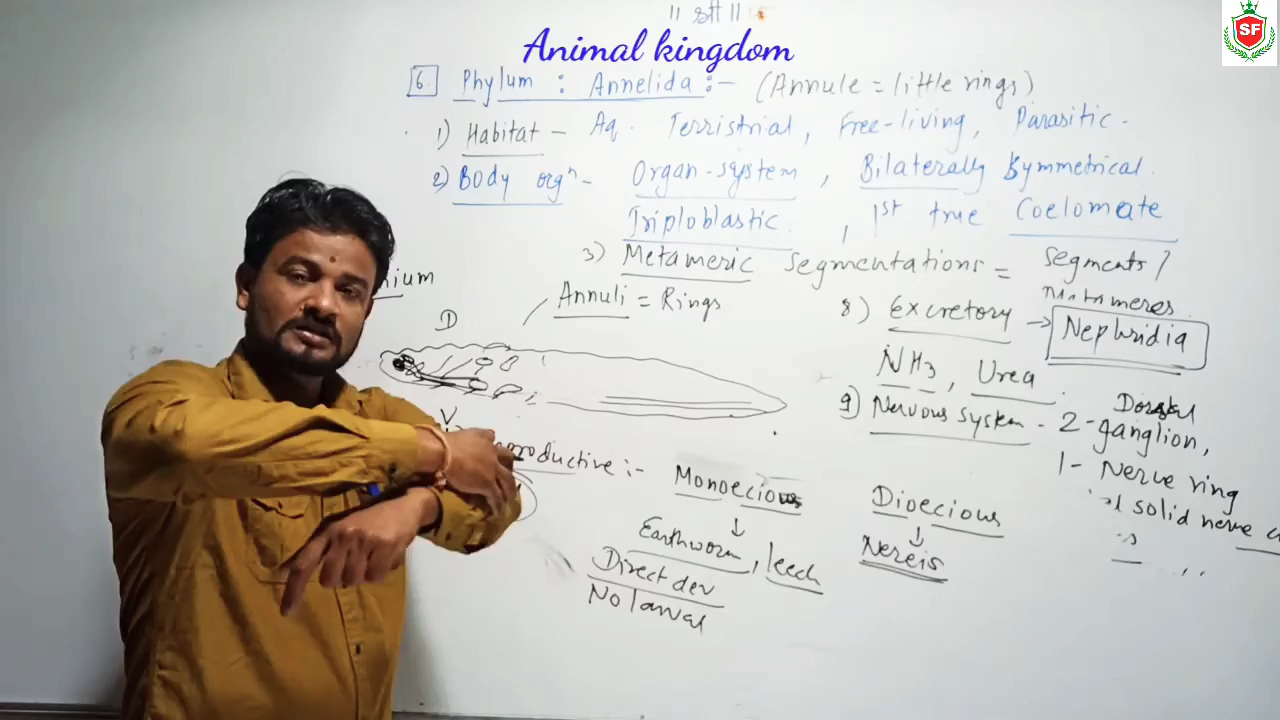 ॥ श्री ॥
SF
Animal kingdom
6. Phylum : Annelida :- (Annule = little rings)
1) Habitat - Aq. Terristrial, Free-living, Parasitic -
2) Body orgⁿ - Organ-system, Bilaterally Symmetrical.
Triploblastic, 1st true Coelomate
3) Metameric Segmentations = Segments /
Metameres
nium
Annuli = Rings
D
V
8) Excretory → Nephridia
NH3, Urea
9) Nervous system - 2 - Dorsal
ganglion,
1 - Nerve ring
solid nerve
productive :-
Monoecious
↓
Earthworm, leech
Direct dev
No larval
Dioecious
↓
Nereis